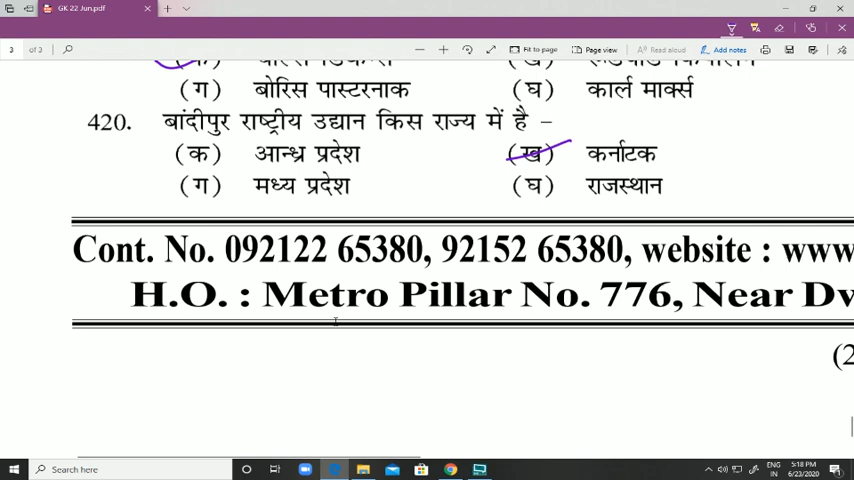 GK 22 Jun.pdf
3 of 3
Fit to page
Page view
Read aloud
Add notes
(ग) बोरिस पास्टरनाक (घ) कार्ल मार्क्स
420. बांदीपुर राष्ट्रीय उद्यान किस राज्य में है –
(क) आन्ध्र प्रदेश (ख) कर्नाटक
(ग) मध्य प्रदेश (घ) राजस्थान
Cont. No. 092122 65380, 92152 65380, website : www
H.O. : Metro Pillar No. 776, Near Dw
(2
Search here
ENG
IN
5:18 PM
6/23/2020